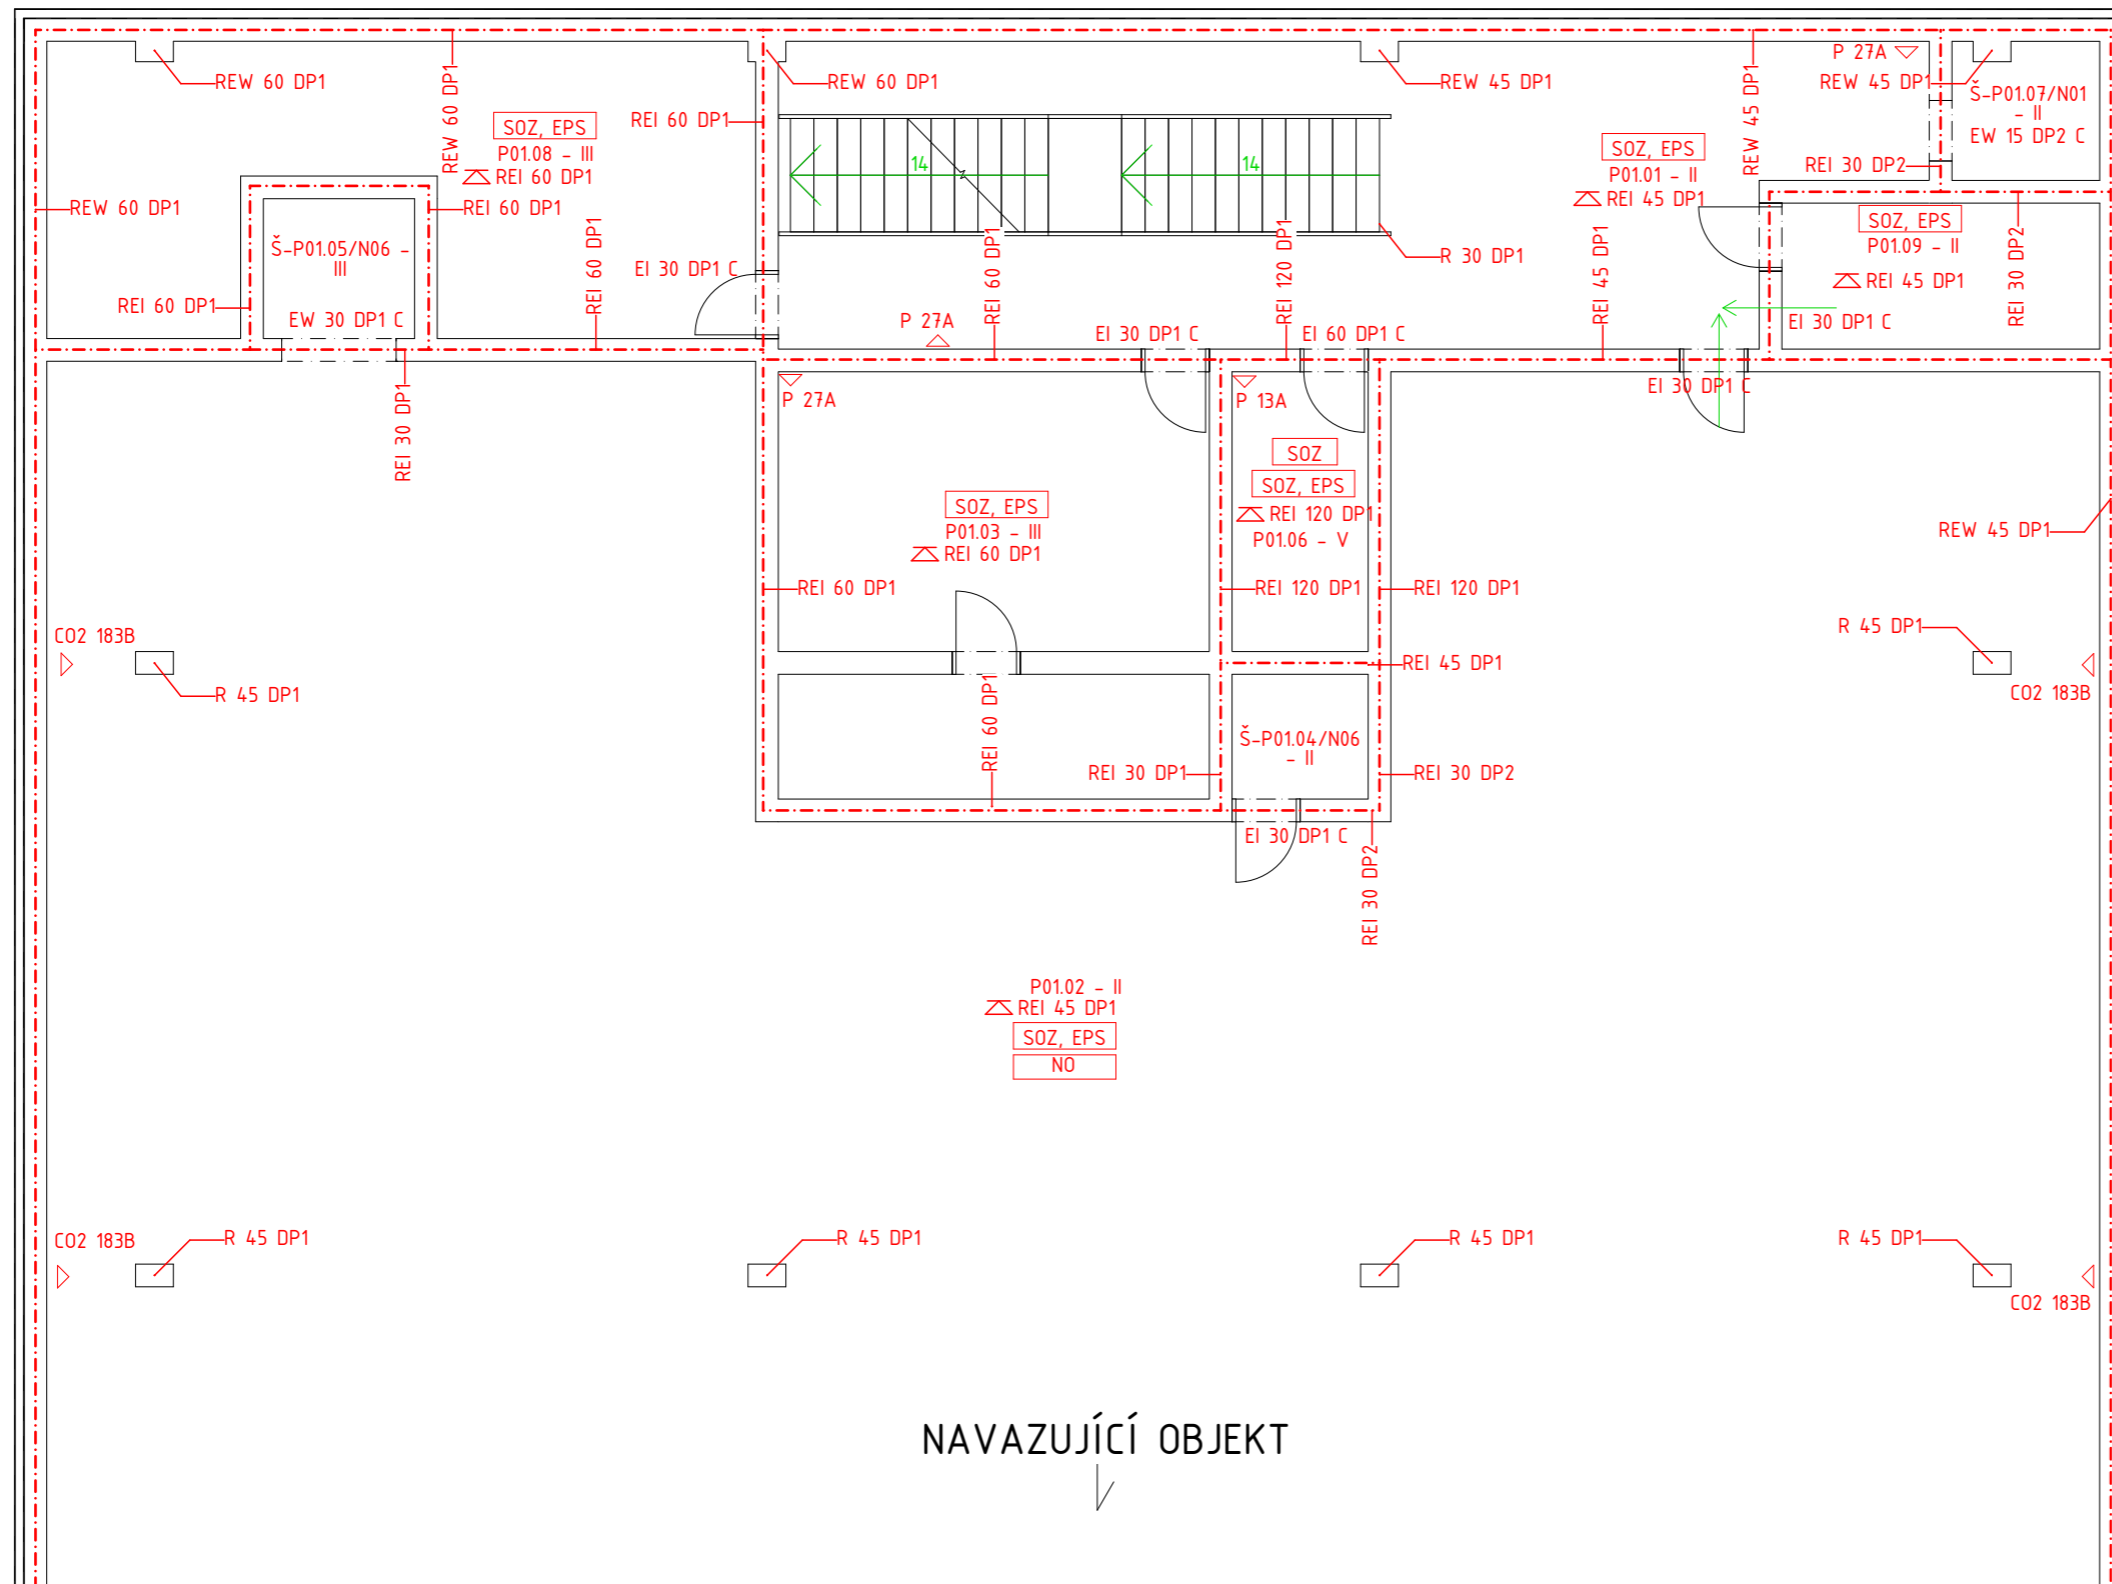 REW 60 DP1
REW 60 DP1
SOZ, EPS
P01.08 - III
REI 60 DP1
REI 60 DP1
REW 60 DP1
REW 45 DP1
REW 45 DP1
P 27A
REW 45 DP1
Š-P01.07/N01
- II
EW 15 DP2 C
SOZ, EPS
P01.01 - II
REI 45 DP1
REI 30 DP2
14
14
REW 60 DP1
REI 60 DP1
Š-P01.05/N06 -
III
REI 60 DP1
EW 30 DP1 C
REI 60 DP1
EI 30 DP1 C
REI 60 DP1
REI 120 DP1
R 30 DP1
REI 45 DP1
SOZ, EPS
P01.09 - II
REI 45 DP1
REI 30 DP2
EI 30 DP1 C
P 27A
EI 30 DP1 C
EI 60 DP1 C
EI 30 DP1 C
REI 30 DP1
P 27A
P 13A
SOZ
SOZ, EPS
REI 120 DP1
P01.06 - V
SOZ, EPS
P01.03 - III
REI 60 DP1
REW 45 DP1
REI 60 DP1
REI 120 DP1
REI 120 DP1
CO2 183B
R 45 DP1
R 45 DP1
CO2 183B
REI 45 DP1
REI 60 DP1
Š-P01.04/N06
- II
REI 30 DP1
REI 30 DP2
EI 30 DP1 C
REI 30 DP2
P01.02 - II
REI 45 DP1
SOZ, EPS
NO
CO2 183B
R 45 DP1
R 45 DP1
R 45 DP1
R 45 DP1
CO2 183B
NAVAZUJÍCÍ OBJEKT